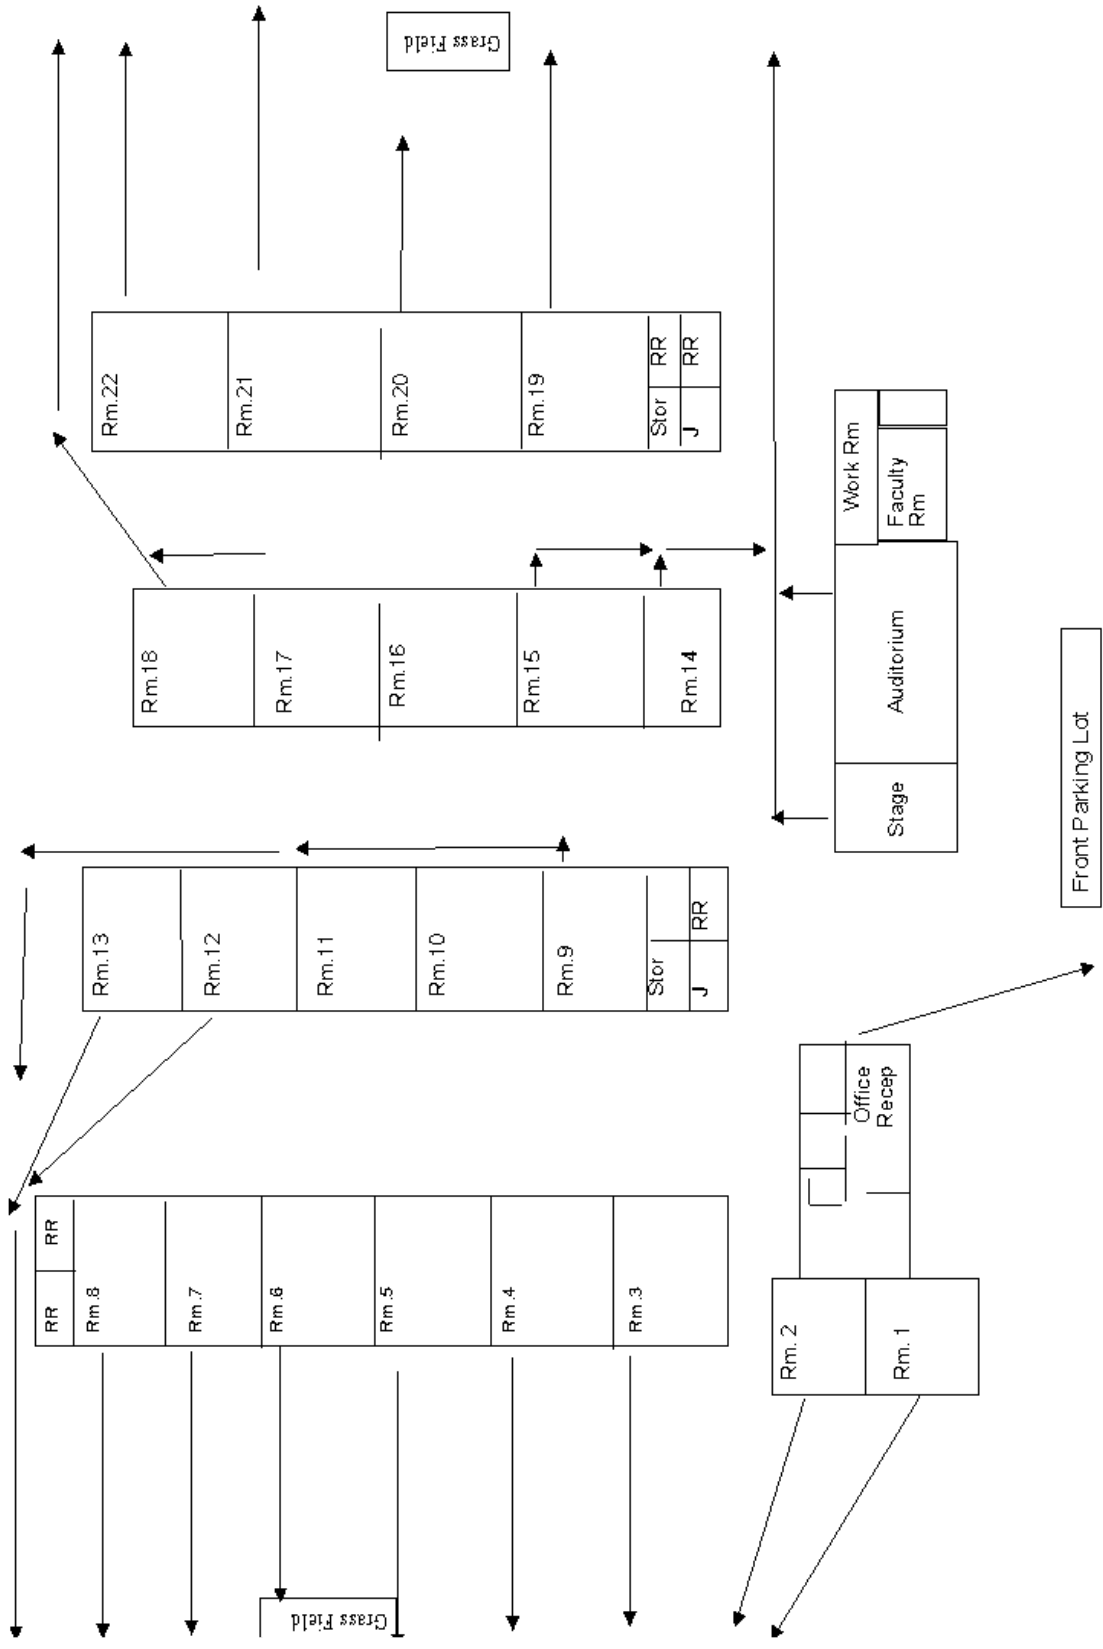 Grass Field
Rm.22
Rm.21
Rm.20
Rm.19
Stor
RR
J
RR
Work Rm
Faculty
Rm
Rm.18
Rm.17
Rm.16
Rm.15
Rm.14
Auditorium
Stage
Front Parking Lot
Rm.13
Rm.12
Rm.11
Rm.10
Rm.9
Stor
J
RR
Office
Recep
RR
RR
Rm.8
Rm.7
Rm.6
Rm.5
Rm.4
Rm.3
Rm. 2
Rm. 1
Grass Field